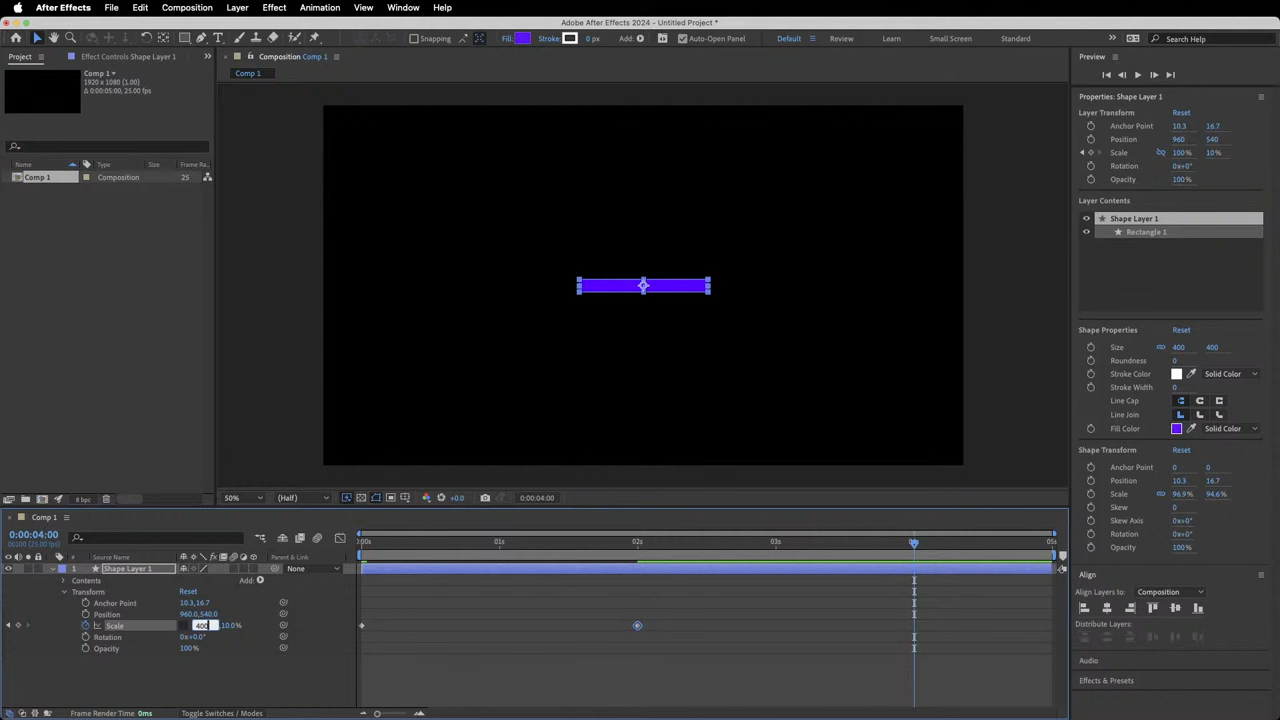 After Effects File Edit Composition Layer Effect Animation View Window Help
Adobe After Effects 2024 - Untitled Project *
Snapping Fill: Stroke: 0 px Add: Auto-Open Panel Default Review Learn Small Screen Standard Search Help
Project Effect Controls Shape Layer 1 Composition Comp 1 Preview
Comp 1
1920 x 1080 (1.00)
Δ 0:00:05:00, 25.00 fps
Comp 1
Name Type Size Frame Ra..
Comp 1 Composition 25
Properties: Shape Layer 1
Layer Transform Reset
Anchor Point 10.3 16.7
Position 960 540
Scale 100% 10%
Rotation 0x+0°
Opacity 100%
Layer Contents
Shape Layer 1
Rectangle 1
Shape Properties Reset
Size 400 400
Roundness 0
Stroke Color Solid Color
Stroke Width 0
Line Cap
Line Join
Fill Color Solid Color
Shape Transform Reset
Anchor Point 0 0
Position 10.3 16.7
Scale 96.9% 94.6%
Skew 0
Skew Axis 0x+0°
Rotation 0x+0°
Opacity 100%
Align
Align Layers to: Composition
Distribute Layers:
Audio
Effects & Presets
8 bpc 50% (Half) +0.0 0:00:04:00
Comp 1
0:00:04:00
00100 (25.00 fps)
:00s 01s 02s 03s 05s
# Source Name Parent & Link
1 Shape Layer 1 None
Contents Add:
Transform Reset
Anchor Point 10.3,16.7
Position 960.0,540.0
Scale 400 ,10.0%
Rotation 0x+0.0°
Opacity 100%
Frame Render Time 0ms Toggle Switches / Modes